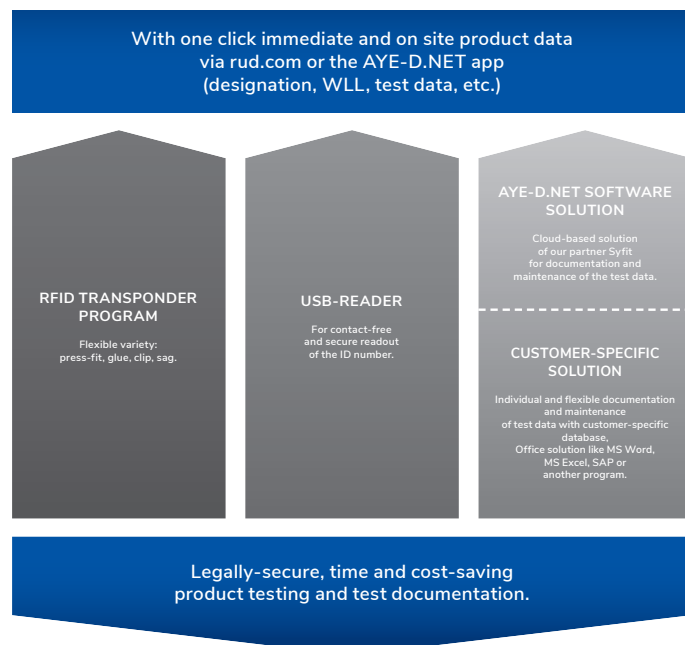 With one click immediate and on site product data
via rud.com or the AYE-D.NET app
(designation, WLL, test data, etc.)
RFID TRANSPONDER
PROGRAM
Flexible variety:
press-fit, glue, clip, sag.
USB-READER
For contact-free
and secure readout
of the ID number.
AYE-D.NET SOFTWARE
SOLUTION
Cloud-based solution
of our partner Syfit
for documentation and
maintenance of the test data.
CUSTOMER-SPECIFIC
SOLUTION
Individual and flexible documentation
and maintenance
of test data with customer-specific
database,
Office solution like MS Word,
MS Excel, SAP or
another program.
Legally-secure, time and cost-saving
product testing and test documentation.